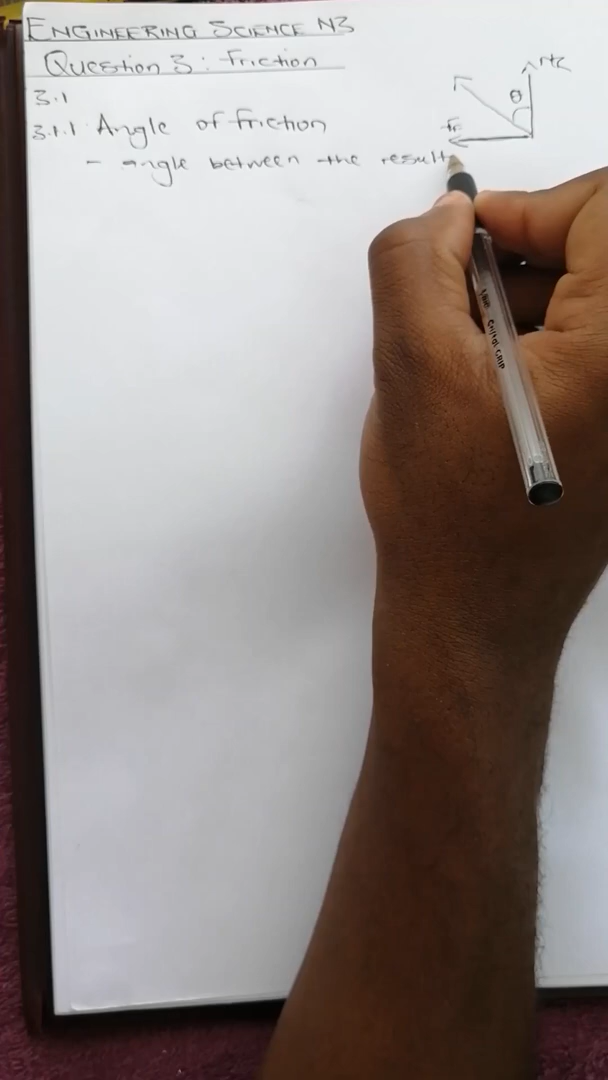 ENGINEERING SCIENCE N3
Question 3: Friction
3.1
3.1.1 Angle of friction
- angle between the result
θ
Fr